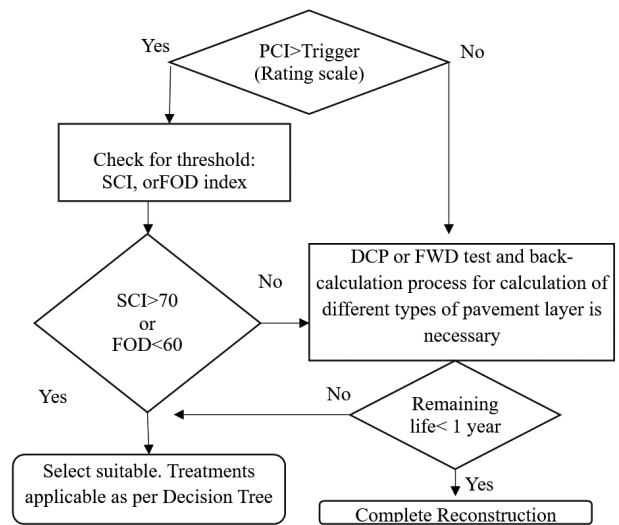 Yes
PCI>Trigger
(Rating scale)
No
Check for threshold:
SCI, orFOD index
SCI>70
or
FOD<60
No
DCP or FWD test and back-
calculation process for calculation of
different types of pavement layer is
necessary
Yes
No
Remaining
life< 1 year
Select suitable. Treatments
applicable as per Decision Tree
Yes
Complete Reconstruction